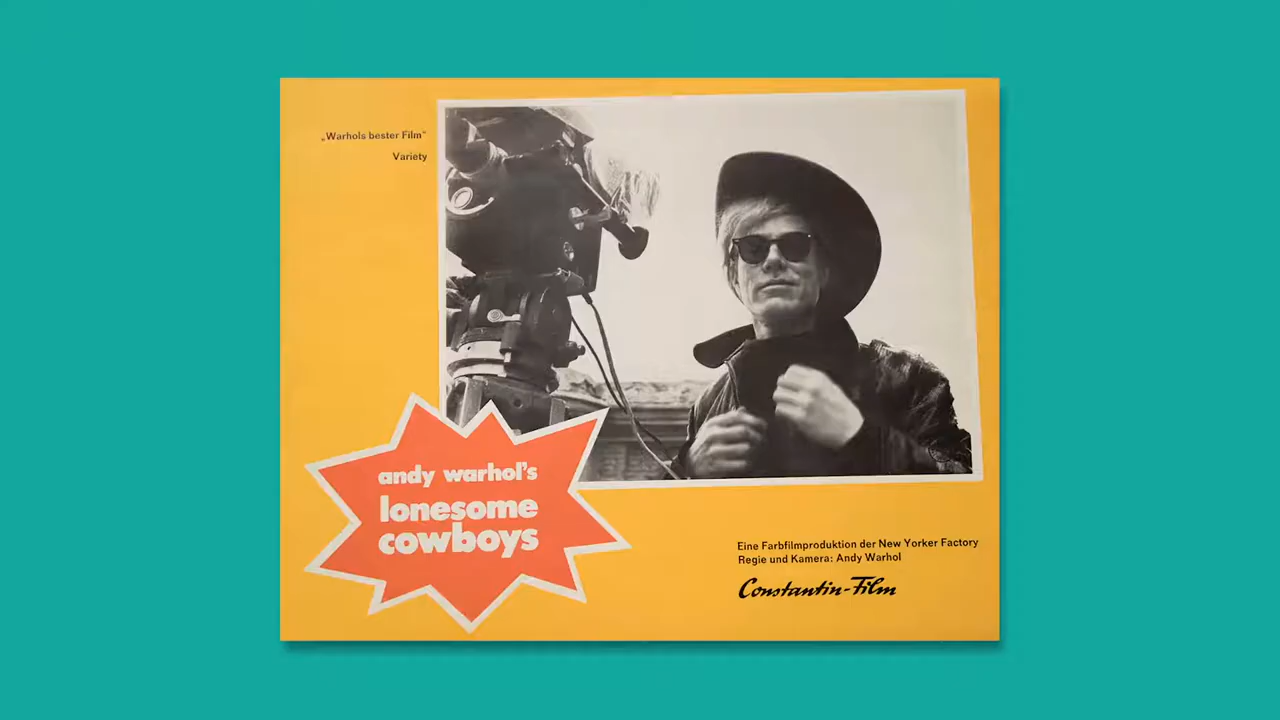 „Warhols bester Film“
Variety
andy warhol's
lonesome
cowboys
Eine Farbfilmproduktion der New Yorker Factory
Regie und Kamera: Andy Warhol
Constantin-Film